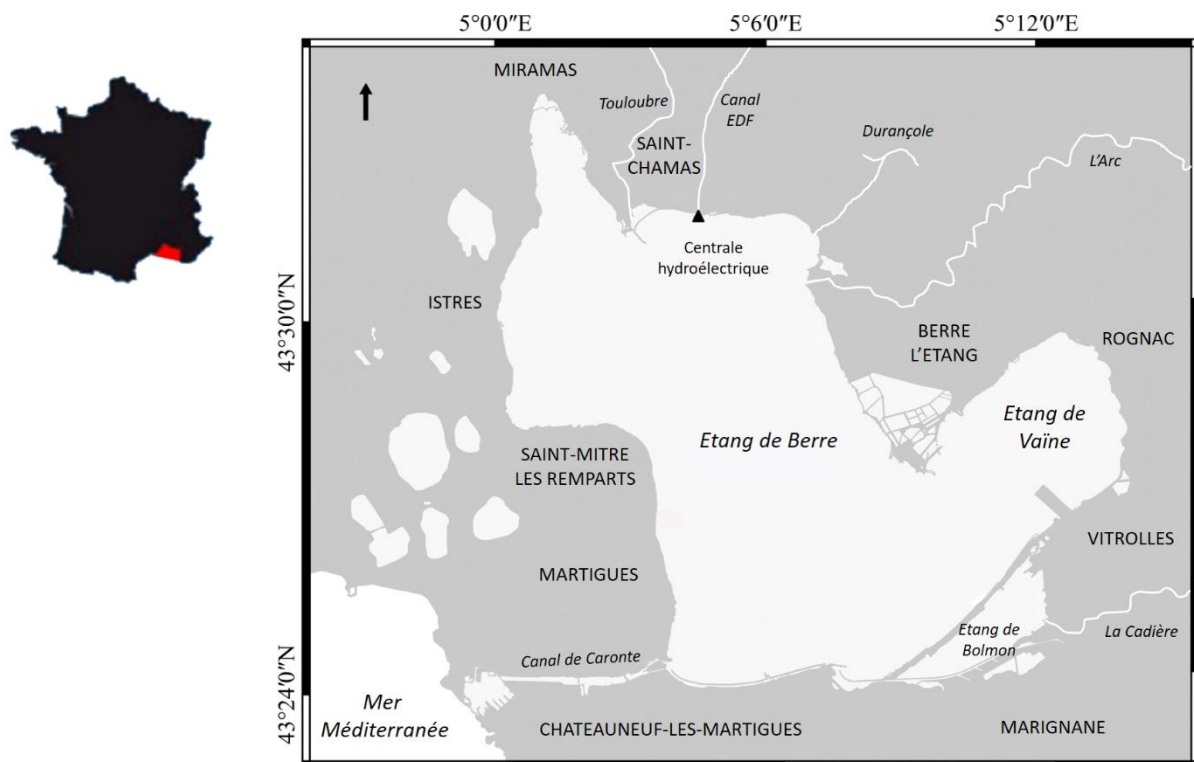 5°0′0″E
5°6′0″E
5°12′0″E
MIRAMAS
Touloubre
Canal
EDF
SAINT-
CHAMAS
Durançole
L’Arc
Centrale
hydroélectrique
ISTRES
43°30′0″N
BERRE
L’ETANG
ROGNAC
Etang de Berre
Etang de
Vaïne
SAINT-MITRE
LES REMPARTS
VITROLLES
MARTIGUES
Etang de
Bolmon
La Cadière
Canal de Caronte
43°24′0″N
Mer
Méditerranée
CHATEAUNEUF-LES-MARTIGUES
MARIGNANE